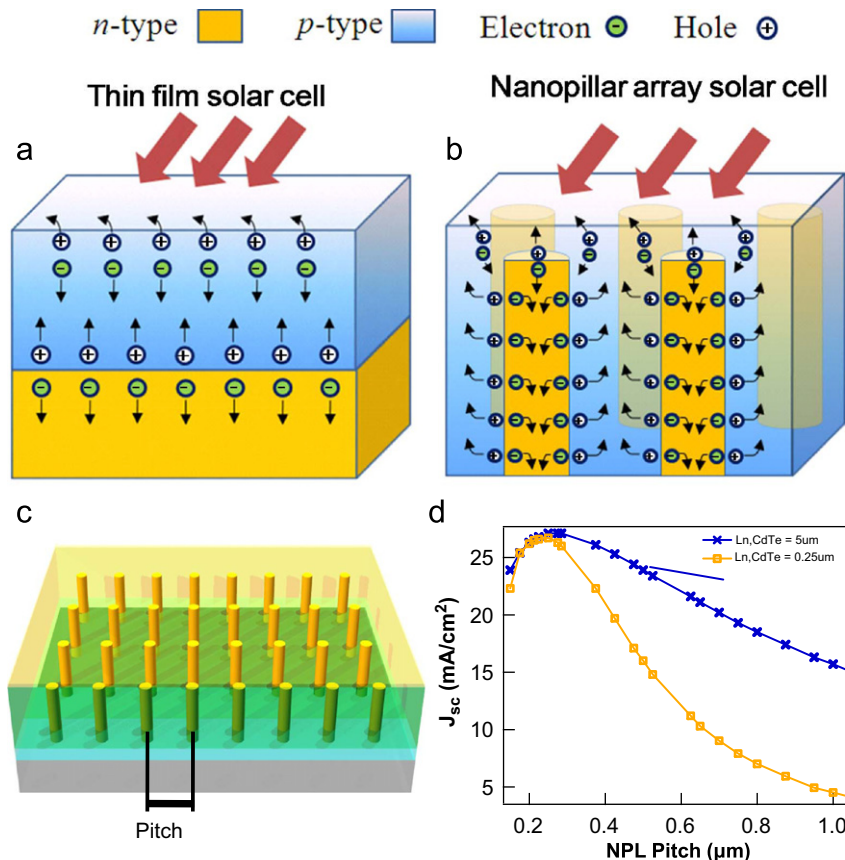 n-type p-type Electron Hole
Thin film solar cell
Nanopillar array solar cell
a
b
c
Pitch
d
Ln,CdTe = 5um
Ln,CdTe = 0.25um
Jsc (mA/cm²)
25
20
15
10
5
0.2 0.4 0.6 0.8 1.0
NPL Pitch (µm)